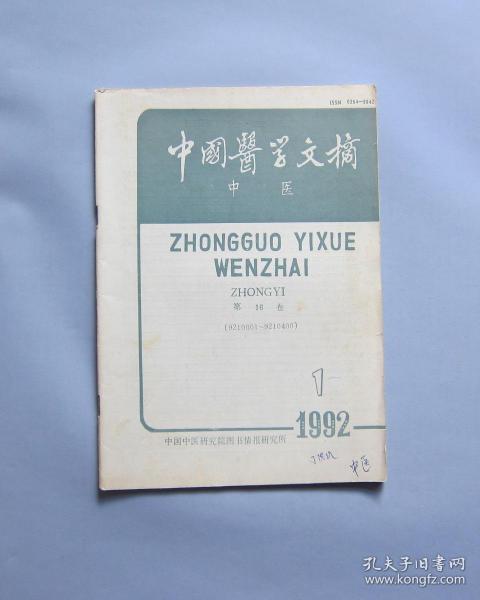 ISSN 0254-9042
中國醫学文摘
中医
ZHONGGUO YIXUE
WENZHAI
ZHONGYI
第 16 卷
(9210001~9210400)
1
1992
中国中医研究院图书情报研究所
中医
孔夫子旧书网
www.kongfz.com